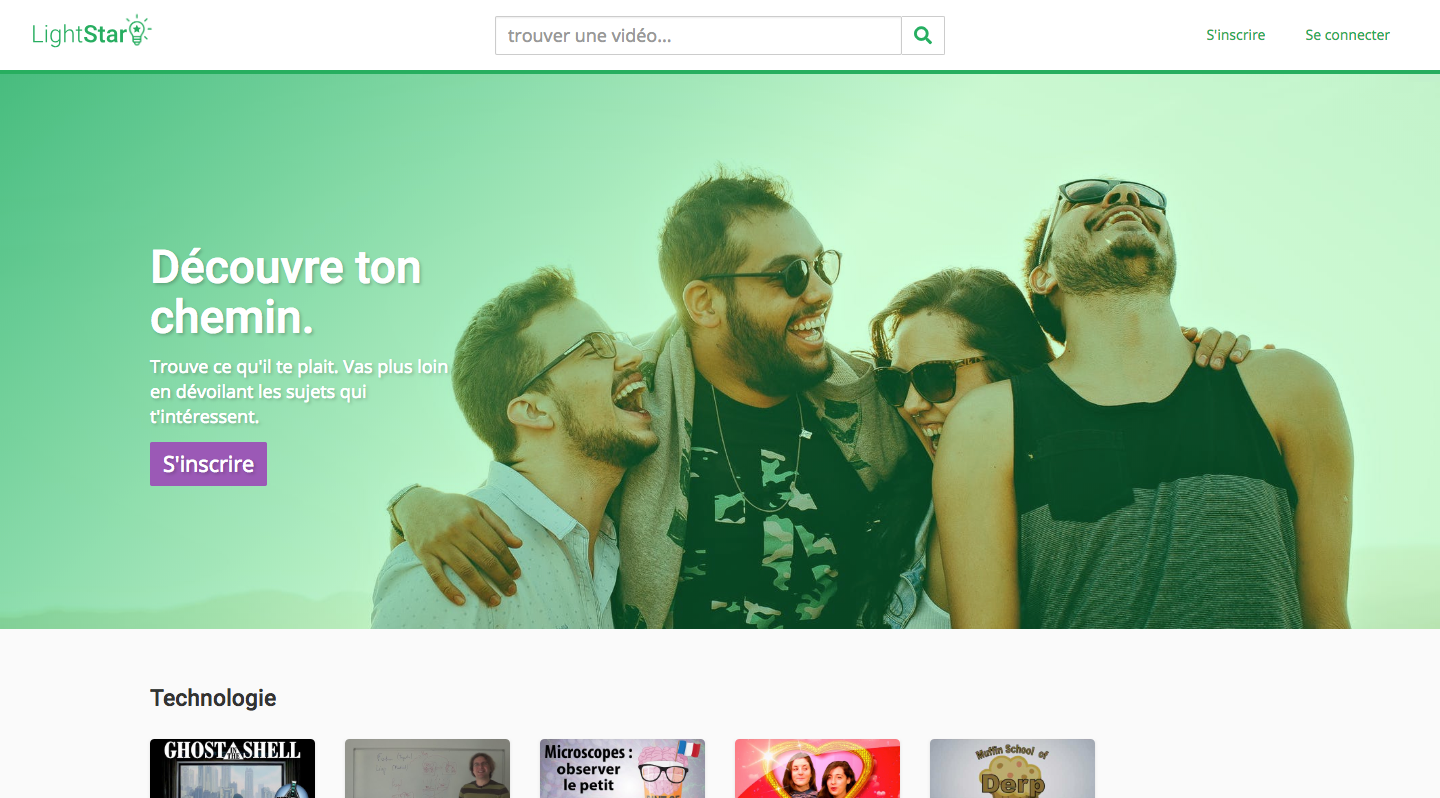 LightStar
trouver une vidéo...
S'inscrire
Se connecter
Découvre ton
chemin.
Trouve ce qu'il te plait. Vas plus loin
en dévoilant les sujets qui
t'intéressent.
S'inscrire
Technologie
GHOST IN THE SHELL
Microscopes :
observer
le petit
Muffin School of
Derp